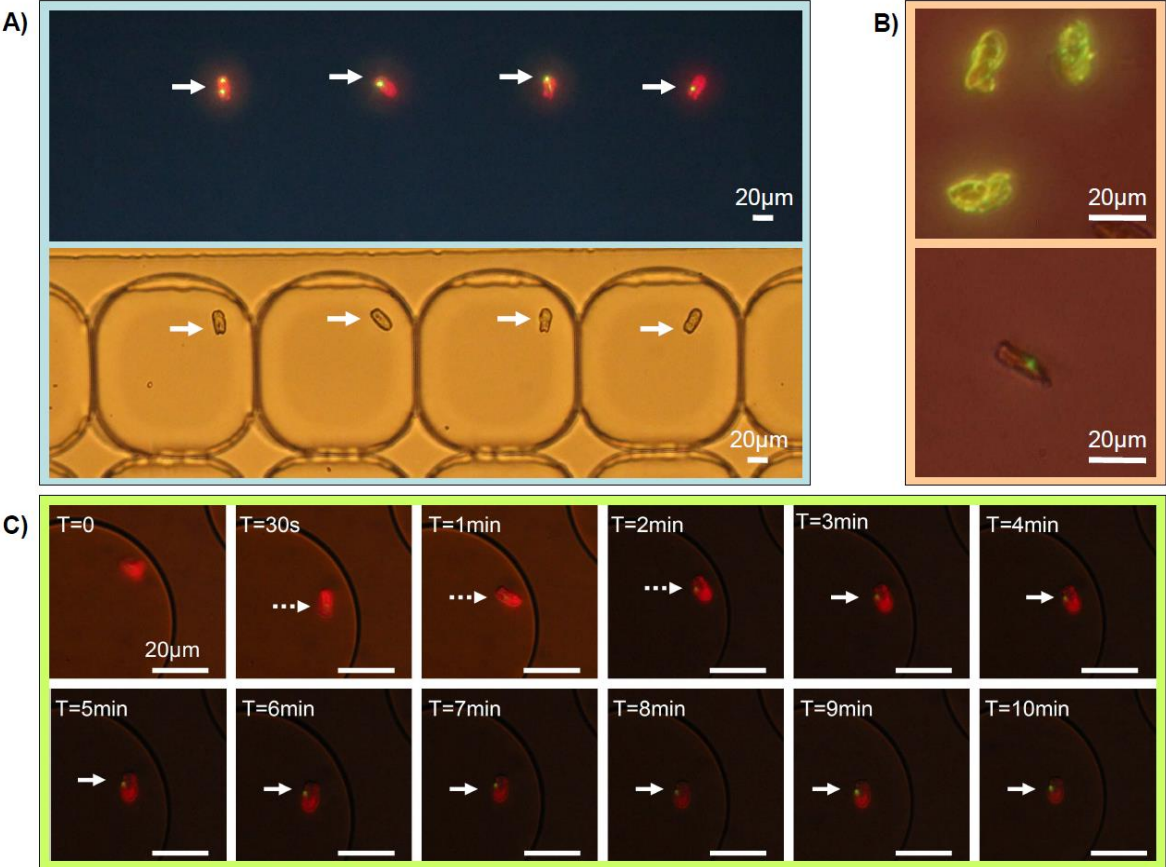 A)
20µm
20µm
B)
20µm
20µm
C)
T=0
T=30s
T=1min
T=2min
T=3min
T=4min
20µm
T=5min
T=6min
T=7min
T=8min
T=9min
T=10min